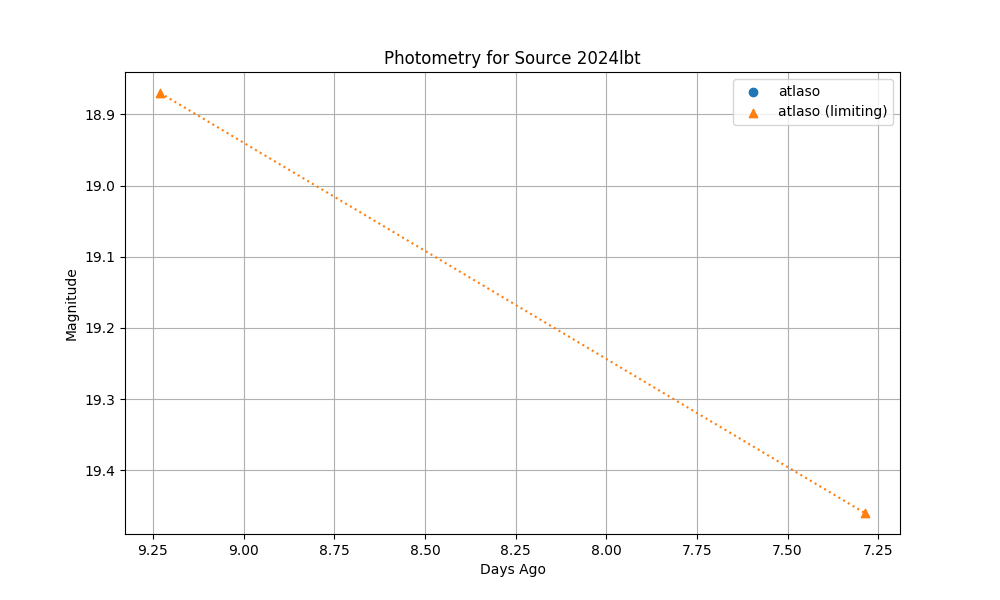 Photometry for Source 2024lbt
atlaso
atlaso (limiting)
Magnitude
18.9
19.0
19.1
19.2
19.3
19.4
9.25 9.00 8.75 8.50 8.25 8.00 7.75 7.50 7.25
Days Ago